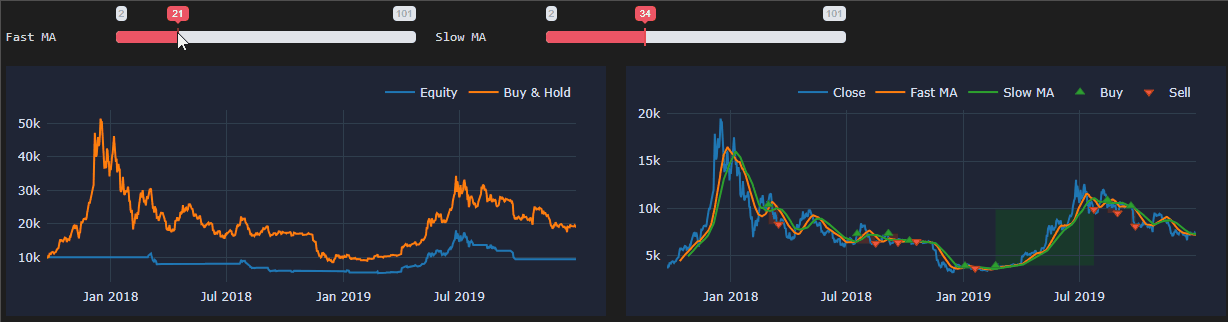 2 21 101 2 34 101
Fast MA Slow MA
Equity Buy & Hold
50k
40k
30k
20k
10k
Jan 2018 Jul 2018 Jan 2019 Jul 2019
Close Fast MA Slow MA Buy Sell
20k
15k
10k
5k
Jan 2018 Jul 2018 Jan 2019 Jul 2019